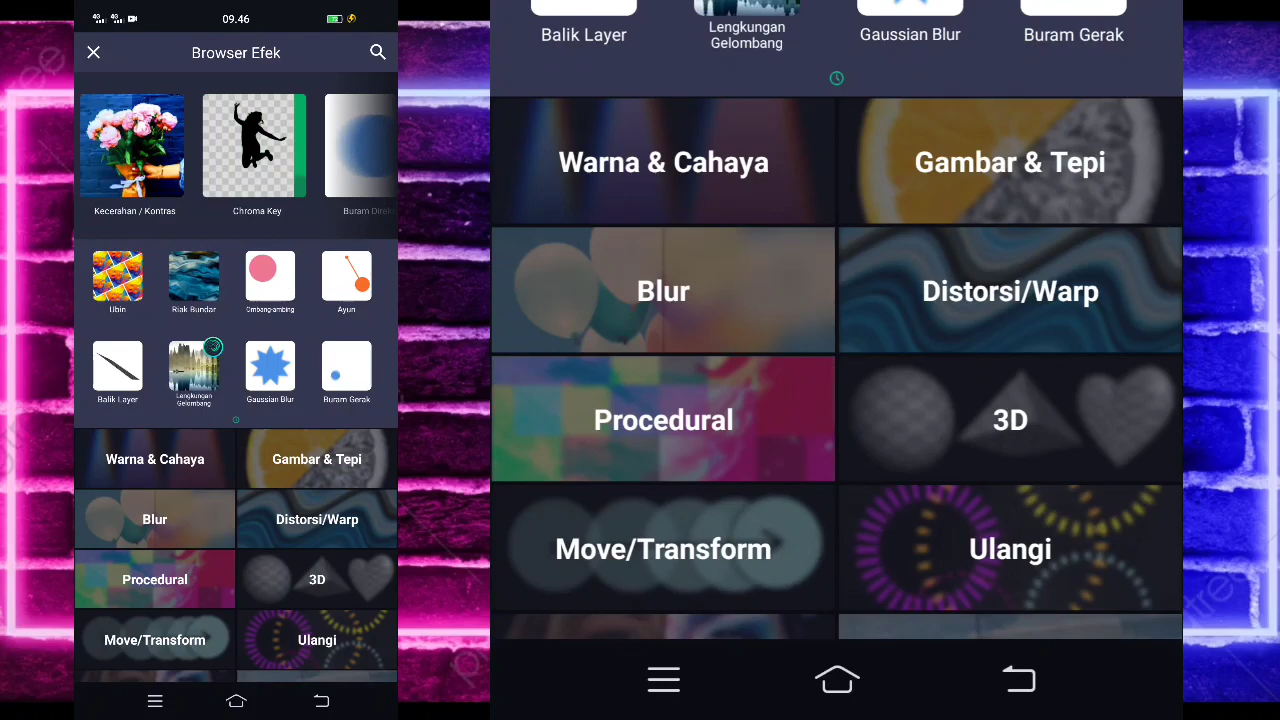 09.46
Browser Efek
Kecerahan / Kontras
Chroma Key
Buram Direk
Ubin
Riak Bundar
Ombang-ambing
Ayun
Balik Layer
Lengkungan
Gelombang
Gaussian Blur
Buram Gerak
Warna & Cahaya
Gambar & Tepi
Blur
Distorsi/Warp
Procedural
3D
Move/Transform
Ulangi
Balik Layer
Lengkungan
Gelombang
Gaussian Blur
Buram Gerak
Warna & Cahaya
Gambar & Tepi
Blur
Distorsi/Warp
Procedural
3D
Move/Transform
Ulangi